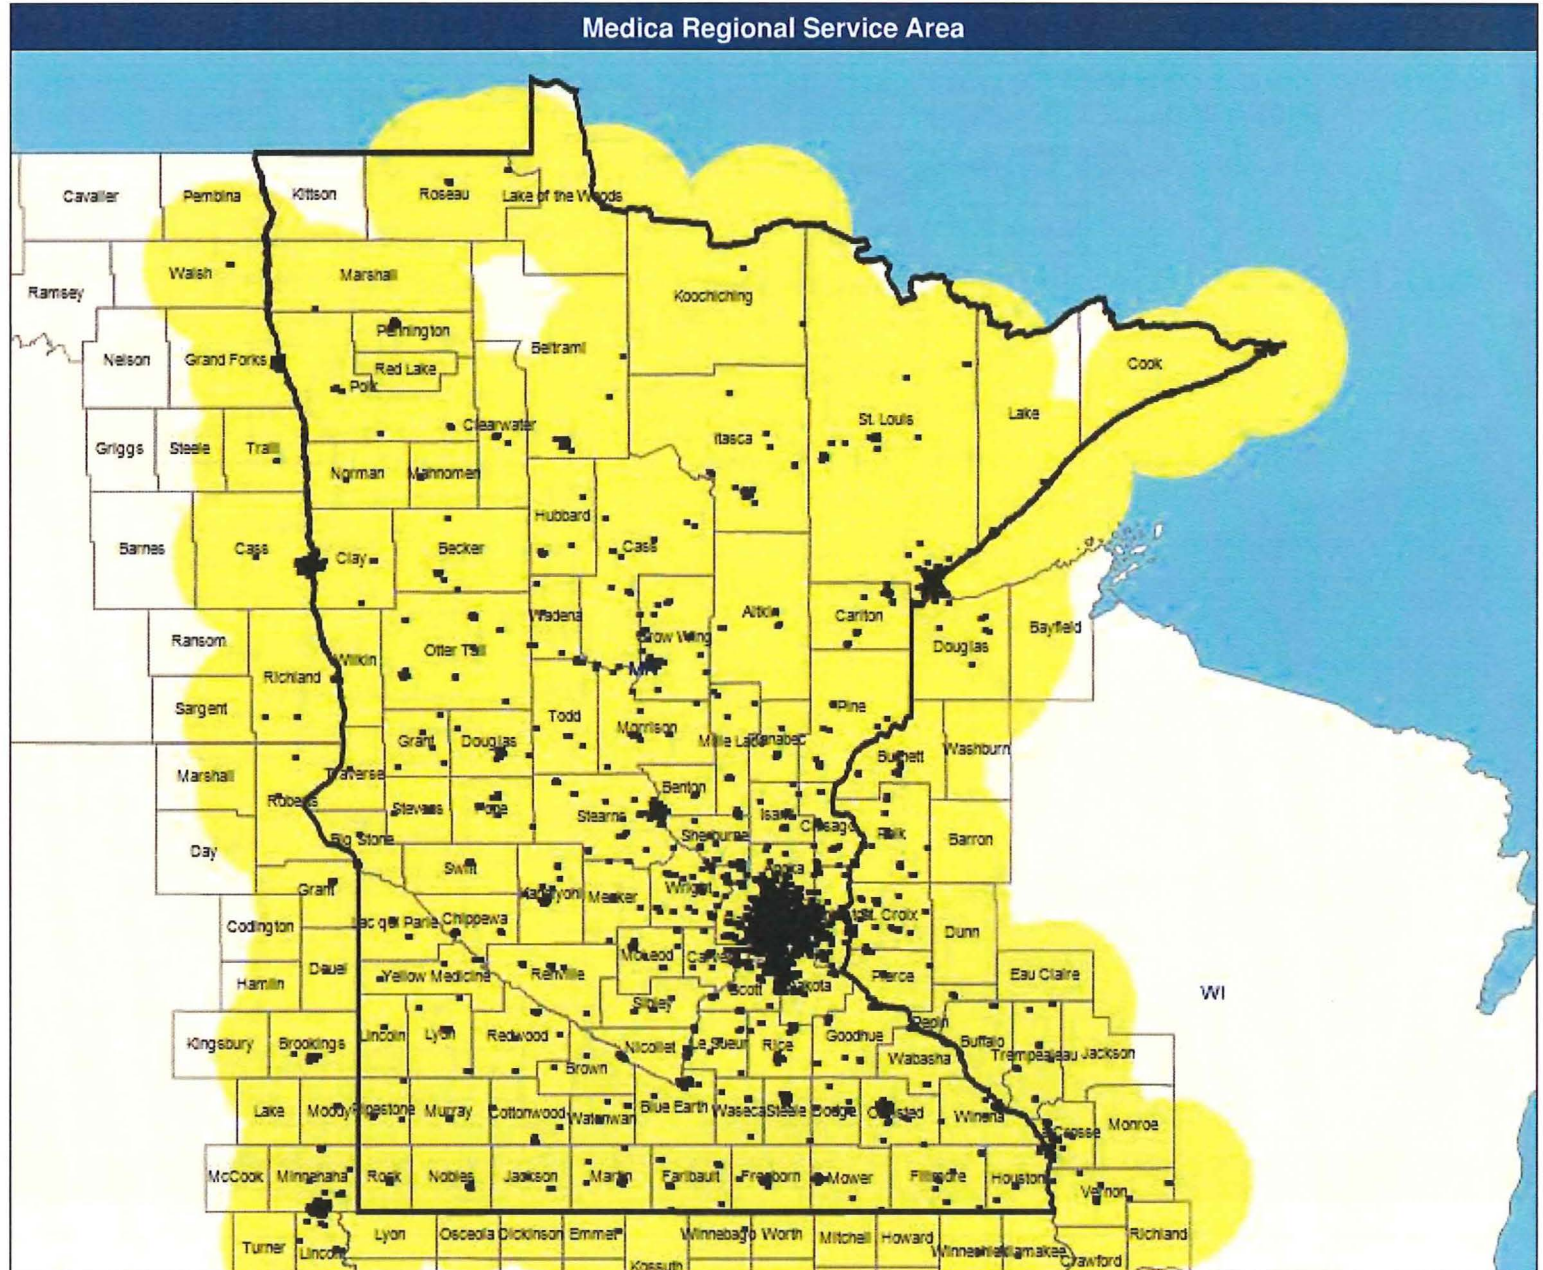 Medica Regional Service Area
Cavalier
Pembina
Kittson
Roseau
Lake of the Woods
Ramsey
Walsh
Marshall
Koochiching
Nelson
Grand Forks
Pennington
Red Lake
Polk
Beltrami
Cook
Griggs
Steele
Traill
Clearwater
Itasca
St. Louis
Lake
Norman
Mahnomen
Barnes
Cass
Clay
Becker
Hubbard
Cass
Ransom
Wilkin
Otter Tail
Wadena
Crow Wing
Aitkin
Carlton
Douglas
Bayfield
Richland
MN
Sargent
Grant
Douglas
Todd
Morrison
Mille Lacs
Kanabec
Pine
Burnett
Washburn
Marshall
Roberts
Traverse
Stevens
Pope
Stearns
Benton
Isanti
Chisago
Polk
Barron
Day
Big Stone
Swift
Sherburne
Anoka
Grant
Kandiyohi
Meeker
Wright
Codington
Lac qui Parle
Chippewa
St. Croix
Dunn
Deuel
Hamlin
Yellow Medicine
Renville
McLeod
Carver
Scott
Dakota
Pierce
Eau Claire
WI
Sibley
Kingsbury
Brookings
Lincoln
Lyon
Redwood
Nicollet
Le Sueur
Rice
Goodhue
Wabasha
Pepin
Buffalo
Trempealeau
Jackson
Brown
Lake
Moody
Pipestone
Murray
Cottonwood
Watonwan
Blue Earth
Waseca
Steele
Dodge
Olmsted
Winona
La Crosse
Monroe
McCook
Minnehaha
Rock
Nobles
Jackson
Martin
Faribault
Freeborn
Mower
Fillmore
Houston
Vernon
Turner
Lincoln
Lyon
Osceola
Dickinson
Emmet
Kossuth
Winnebago
Worth
Mitchell
Howard
Winneshiek
Allamakee
Crawford
Richland